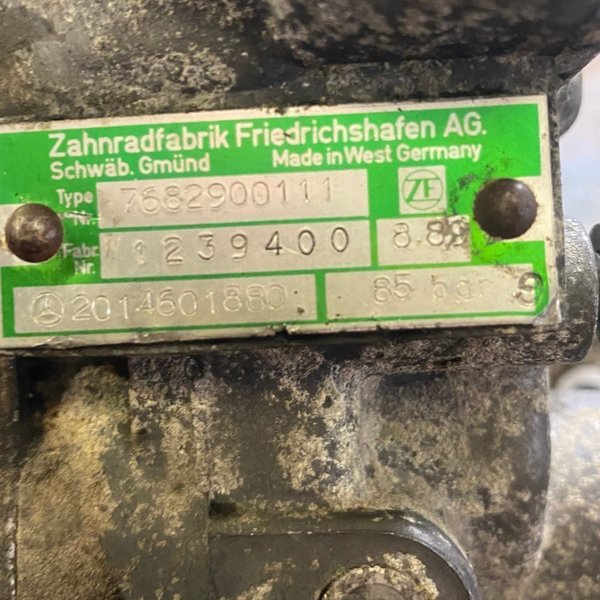 Zahnradfabrik Friedrichshafen AG.
Schwäb. Gmünd Made in West Germany
Type Nr. 7682900111 ZF
Fabr. Nr. 1239400 8.89
2014601880 85 bar S